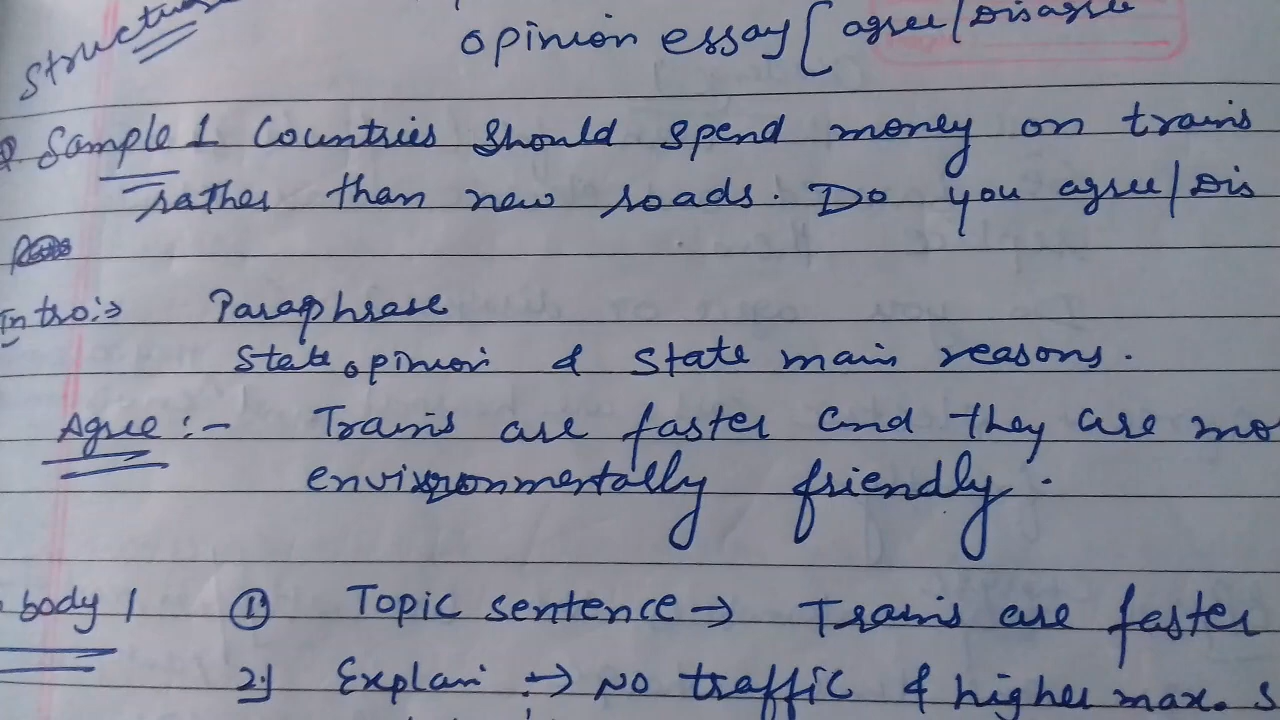 Structure
opinion essay [ agree/Disagree
Sample 1 Countries Should Spend money on trains
rather than new roads. Do you agree/Dis
Intro:→ Paraphrase
State opinion & State main reasons.
Agree :- Trains are faster and they are mo
environmentally friendly.
body 1 ① Topic sentence → Trains are faster
2) Explain :→ No traffic & higher max. s